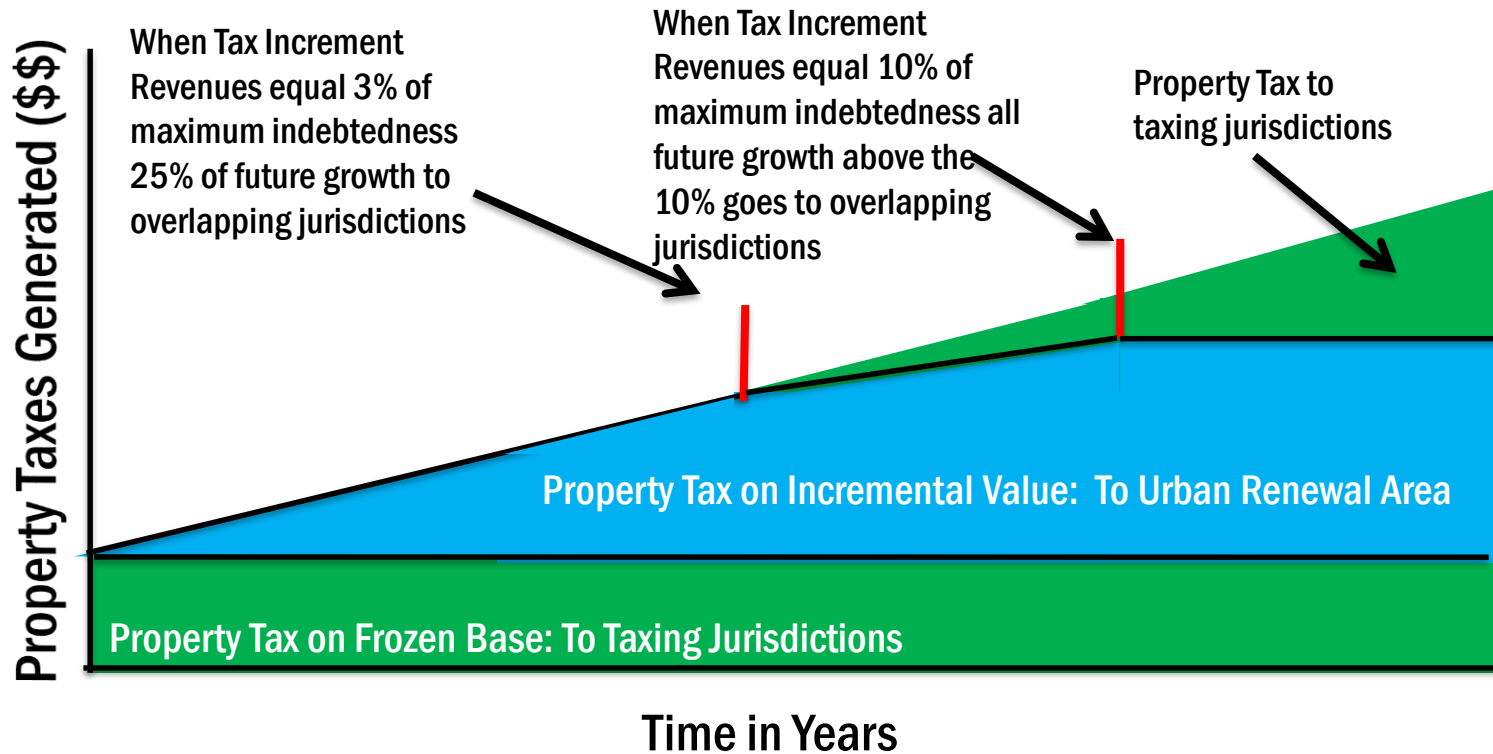 Property Taxes Generated ($$)
When Tax Increment
Revenues equal 3% of
maximum indebtedness
25% of future growth to
overlapping jurisdictions
When Tax Increment
Revenues equal 10% of
maximum indebtedness all
future growth above the
10% goes to overlapping
jurisdictions
Property Tax to
taxing jurisdictions
Property Tax on Incremental Value: To Urban Renewal Area
Property Tax on Frozen Base: To Taxing Jurisdictions
Time in Years